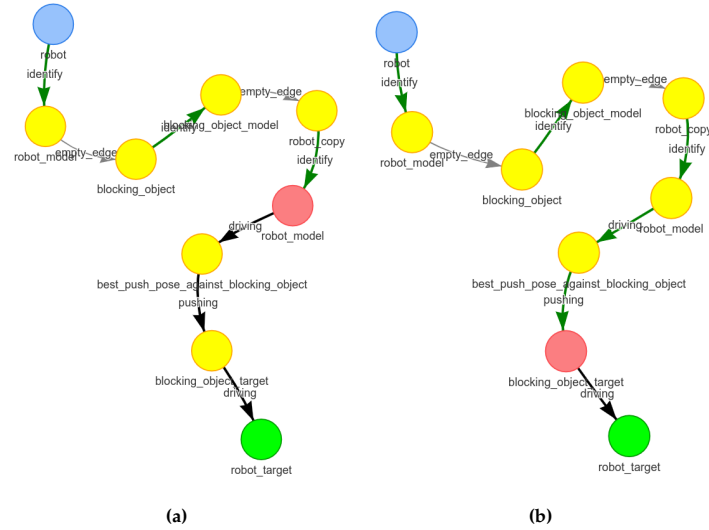 robot
identify
robot_model
empty_edge
blocking_object
identify
blocking_object_model
empty_edge
robot_copy
identify
robot_model
driving
best_push_pose_against_blocking_object
pushing
blocking_object_target
driving
robot_target
(a)
robot
identify
robot_model
empty_edge
blocking_object
identify
blocking_object_model
empty_edge
robot_copy
identify
robot_model
driving
best_push_pose_against_blocking_object
pushing
blocking_object_target
driving
robot_target
(b)